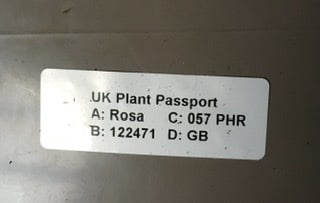 UK Plant Passport
A: Rosa C: 057 PHR
B: 122471 D: GB